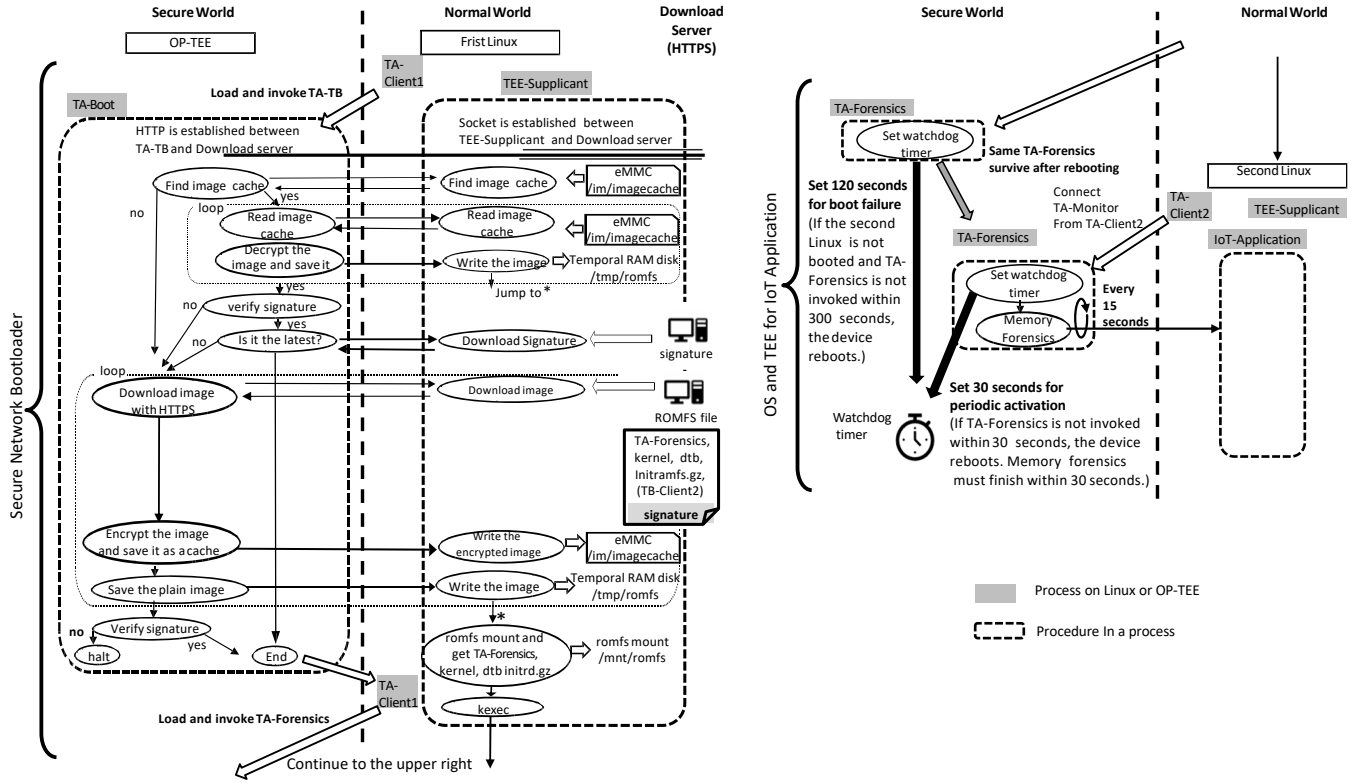 Secure World
Normal World
Download
Server
(HTTPS)
OP-TEE
Frist Linux
TA-
Client1
TEE-Supplicant
Load and invoke TA-TB
TA-Boot
HTTP is established between
TA-TB and Download server
Socket is established between
TEE-Supplicant and Download server
Find image cache
Find image cache
eMMC
/im/imagecache
no
yes
loop
Read image
cache
Read image
cache
eMMC
/im/imagecache
Decrypt the
image and save it
Write the image
Temporal RAM disk
/tmp/romfs
yes
Jump to *
no
verify signature
yes
no
Is it the latest?
Download Signature
signature
-
loop
Download image
with HTTPS
Download image
ROMFS file
TA-Forensics,
kernel, dtb,
Initramfs.gz,
(TB-Client2)
signature
Encrypt the image
and save it as a cache
Write the
encrypted image
eMMC
/im/imagecache
Save the plain image
Write the image
Temporal RAM disk
/tmp/romfs
*
no
Verify signature
yes
halt
End
romfs mount and
get TA-Forensics,
kernel, dtb initrd.gz
romfs mount
/mnt/romfs
TA-
Client1
kexec
Load and invoke TA-Forensics
Continue to the upper right
Secure Network Bootloader
Secure World
Normal World
TA-Forensics
Set watchdog
timer
Same TA-Forensics
survive after rebooting
Second Linux
Set 120 seconds
for boot failure
(If the second
Linux is not
booted and TA-
Forensics is not
invoked within
300 seconds,
the device
reboots.)
Connect
TA-Monitor
From TA-Client2
TA-
Client2
TEE-Supplicant
TA-Forensics
IoT-Application
Set watchdog
timer
Memory
Forensics
Every
15
seconds
Watchdog
timer
Set 30 seconds for
periodic activation
(If TA-Forensics is not invoked
within 30 seconds, the device
reboots. Memory forensics
must finish within 30 seconds.)
OS and TEE for IoT Application
Process on Linux or OP-TEE
Procedure In a process